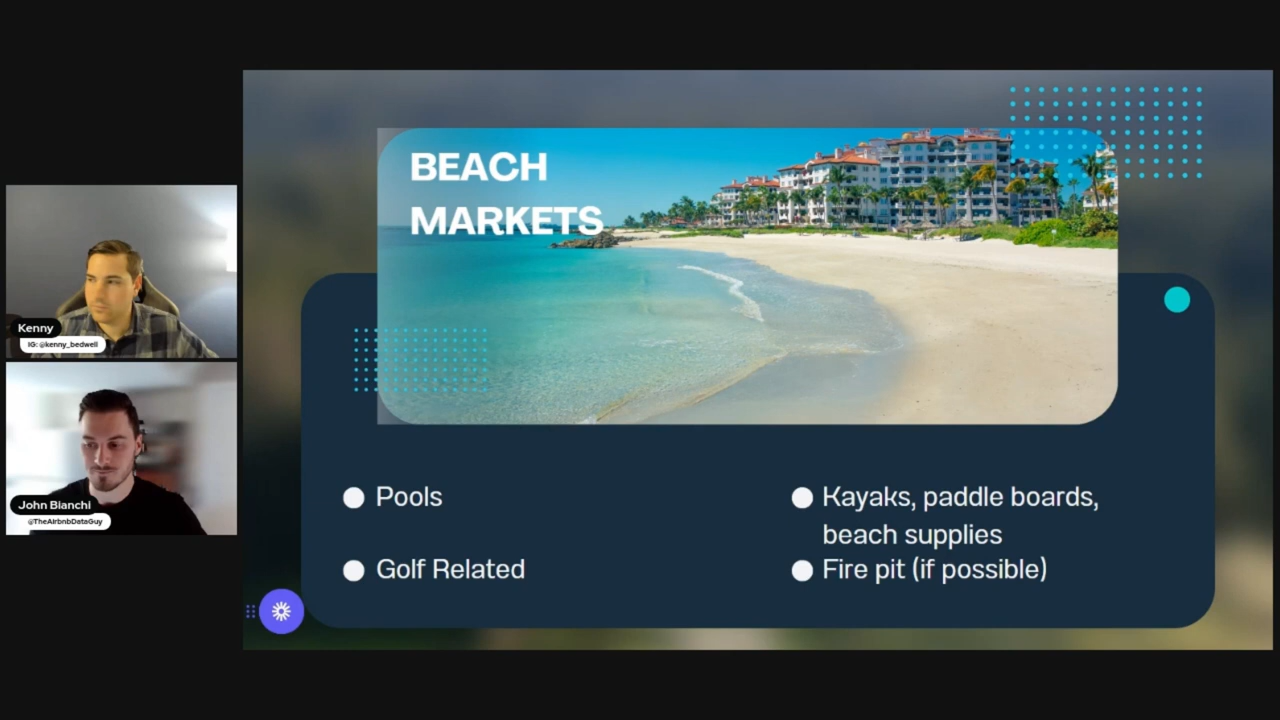 BEACH
MARKETS
Kenny
IG: @kenny_bedwell
John Bianchi
@TheAirbnbDataGuy
Pools
Golf Related
Kayaks, paddle boards,
beach supplies
Fire pit (if possible)